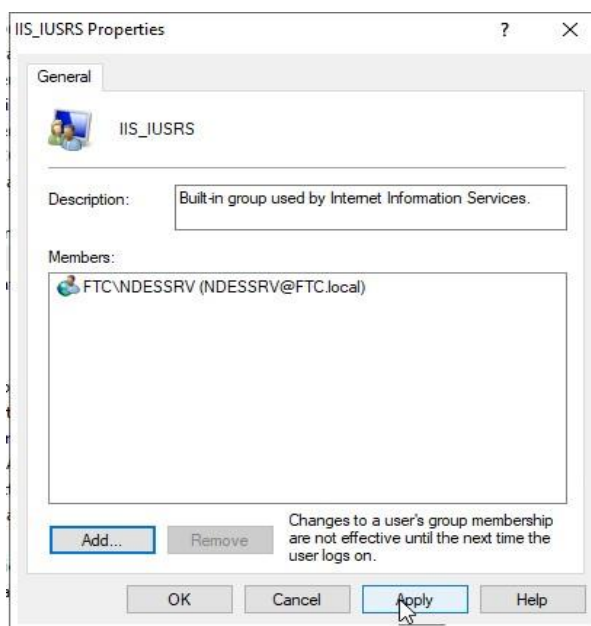 IIS_IUSRS Properties
?
General
IIS_IUSRS
Description:
Built-in group used by Internet Information Services.
Members:
FTC\NDESSRV (NDESSRV@FTC.local)
Add...
Remove
Changes to a user's group membership
are not effective until the next time the
user logs on.
OK
Cancel
Apply
Help